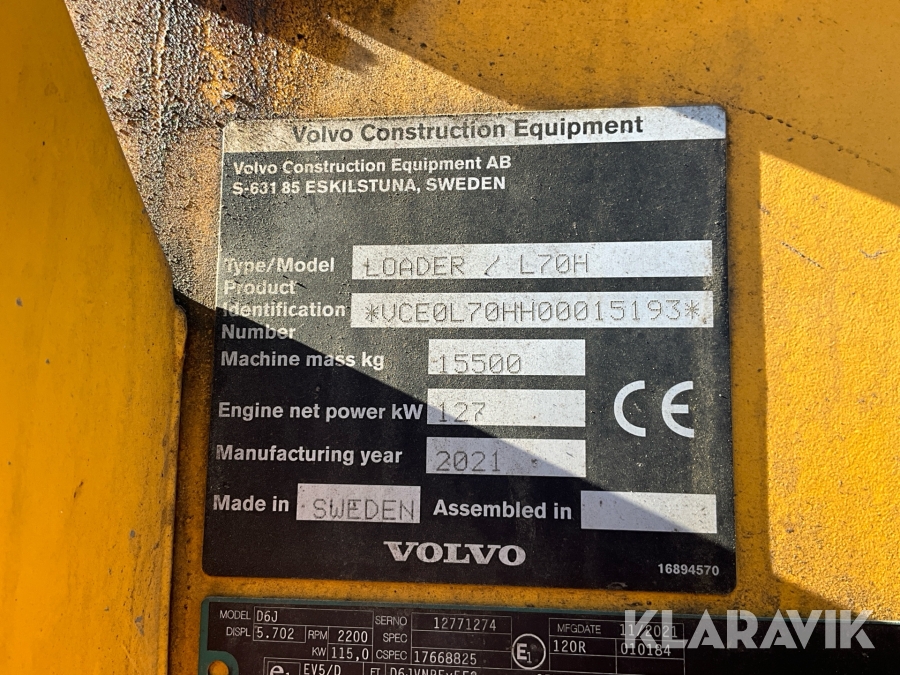 Volvo Construction Equipment
Volvo Construction Equipment AB
S-631 85 ESKILSTUNA, SWEDEN
Type/Model LOADER / L70H
Product
Identification *VCE0L70HH00015193*
Number
Machine mass kg 15500
Engine net power kW 127
Manufacturing year 2021
CE
Made in SWEDEN Assembled in
VOLVO
16894570
MODEL D6J SERNO 12771274 MFGDATE 11/2021
DISPL 5.702 RPM 2200 SPEC E1 120R 010184
KW 115,0 CSPEC 17668825
EV5/D
KLARAVIK